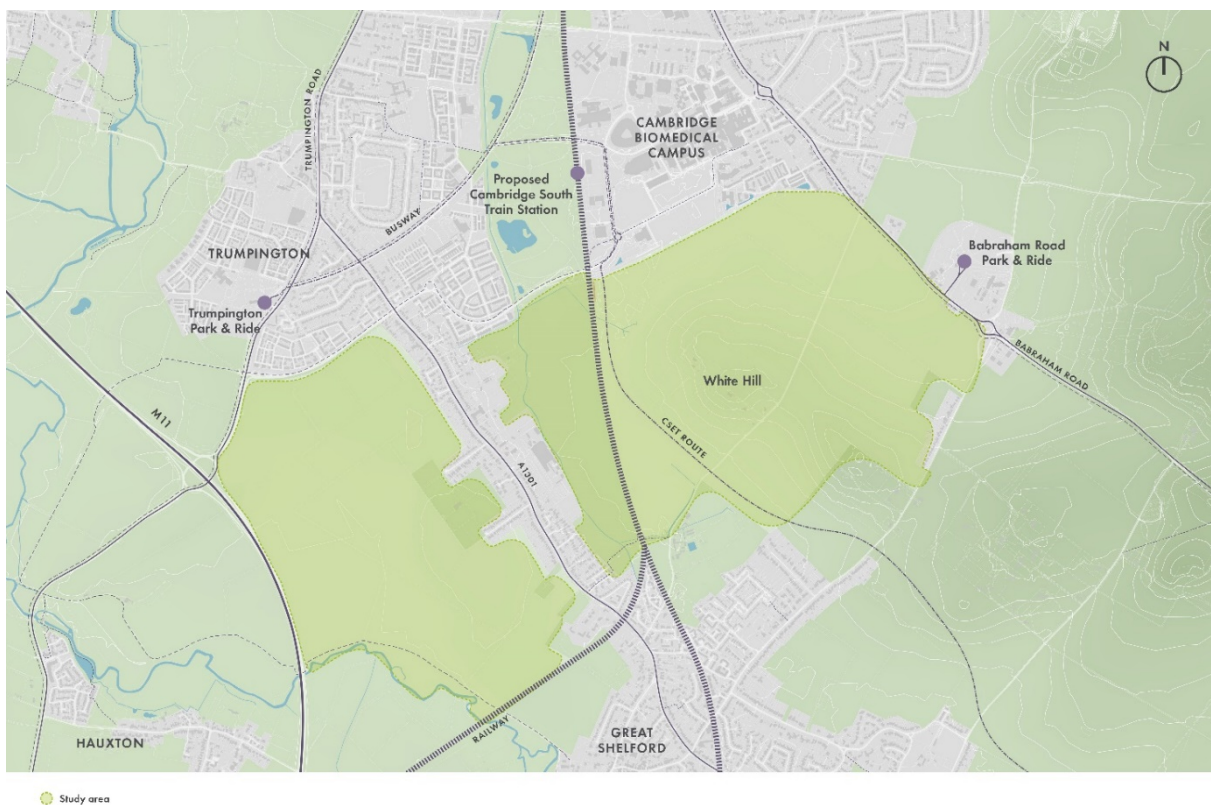 N
TRUMPINGTON ROAD
CAMBRIDGE
BIOMEDICAL
CAMPUS
Proposed
Cambridge South
Train Station
BUSWAY
TRUMPINGTON
Babraham Road
Park & Ride
Trumpington
Park & Ride
BABRAHAM ROAD
White Hill
M11
CSET ROUTE
A1301
RAILWAY
HAUXTON
GREAT
SHELFORD
Study area